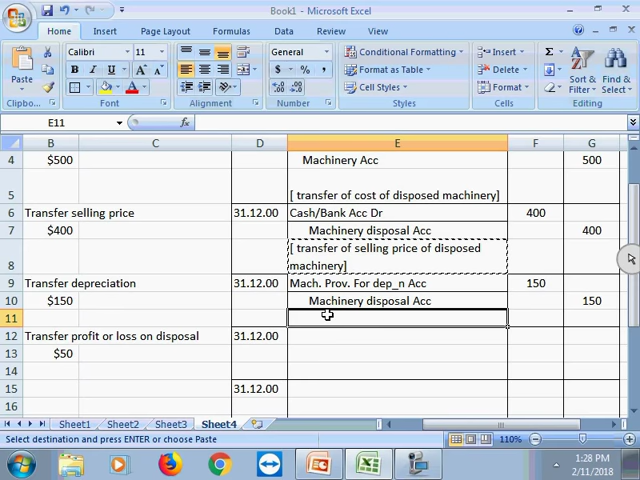 Book1 - Microsoft Excel
Home Insert Page Layout Formulas Data Review View
Paste Calibri 11 General Conditional Formatting Insert Σ
B I U A A $ % , Format as Table Delete Sort & Find &
A Cell Styles Format Filter Select
Clipboard Font Alignment Number Styles Cells Editing
E11 fx
B C D E F G
4 $500 Machinery Acc 500
5 [ transfer of cost of disposed machinery]
6 Transfer selling price 31.12.00 Cash/Bank Acc Dr 400
7 $400 Machinery disposal Acc 400
[ transfer of selling price of disposed
8 machinery]
9 Transfer depreciation 31.12.00 Mach. Prov. For dep_n Acc 150
10 $150 Machinery disposal Acc 150
11
12 Transfer profit or loss on disposal 31.12.00
13 $50
14
15 31.12.00
16
Sheet1 Sheet2 Sheet3 Sheet4
Select destination and press ENTER or choose Paste 110%
1:28 PM
2/11/2018